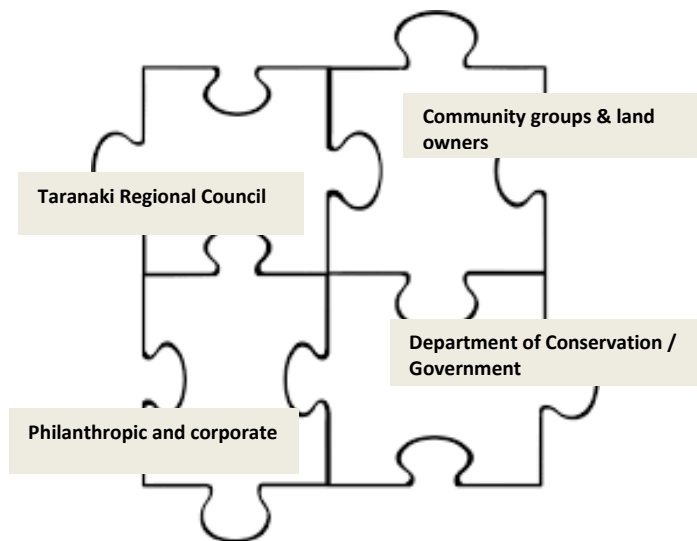 Community groups & land
owners
Taranaki Regional Council
Department of Conservation /
Government
Philanthropic and corporate